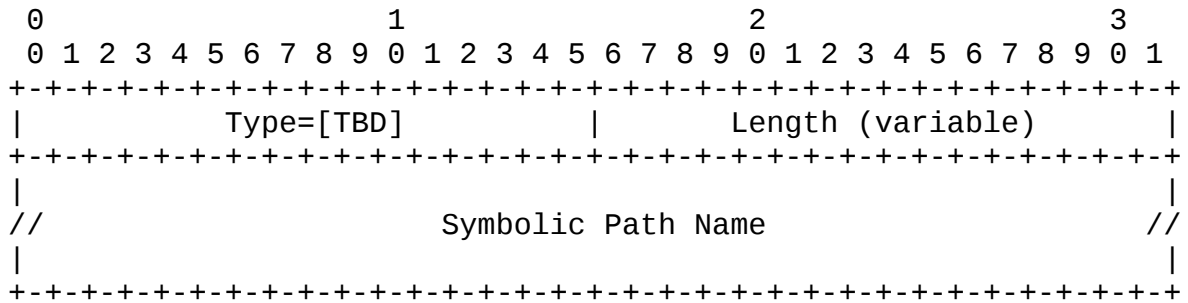 0                   1                   2                   3
 0 1 2 3 4 5 6 7 8 9 0 1 2 3 4 5 6 7 8 9 0 1 2 3 4 5 6 7 8 9 0 1
+-+-+-+-+-+-+-+-+-+-+-+-+-+-+-+-+-+-+-+-+-+-+-+-+-+-+-+-+-+-+-+-+
|           Type=[TBD]          |       Length (variable)       |
+-+-+-+-+-+-+-+-+-+-+-+-+-+-+-+-+-+-+-+-+-+-+-+-+-+-+-+-+-+-+-+-+
|                                                               |
//                      Symbolic Path Name                     //
|                                                               |
+-+-+-+-+-+-+-+-+-+-+-+-+-+-+-+-+-+-+-+-+-+-+-+-+-+-+-+-+-+-+-+-+